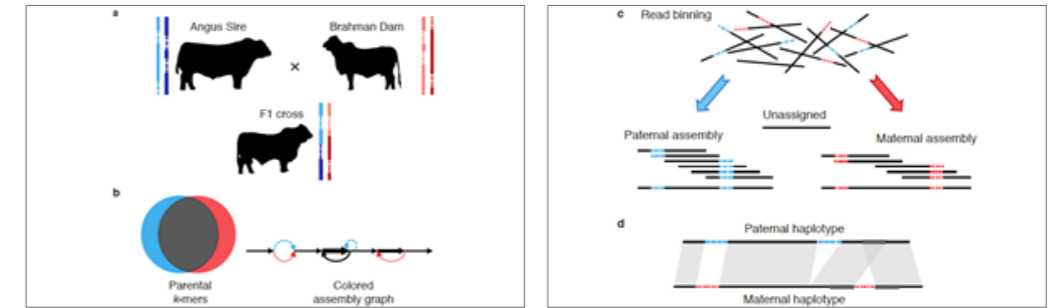 a
Angus Sire
Brahman Dam
×
F1 cross
b
Parental
k-mers
Colored
assembly graph
c
Read binning
Unassigned
Paternal assembly
Maternal assembly
d
Paternal haplotype
Maternal haplotype